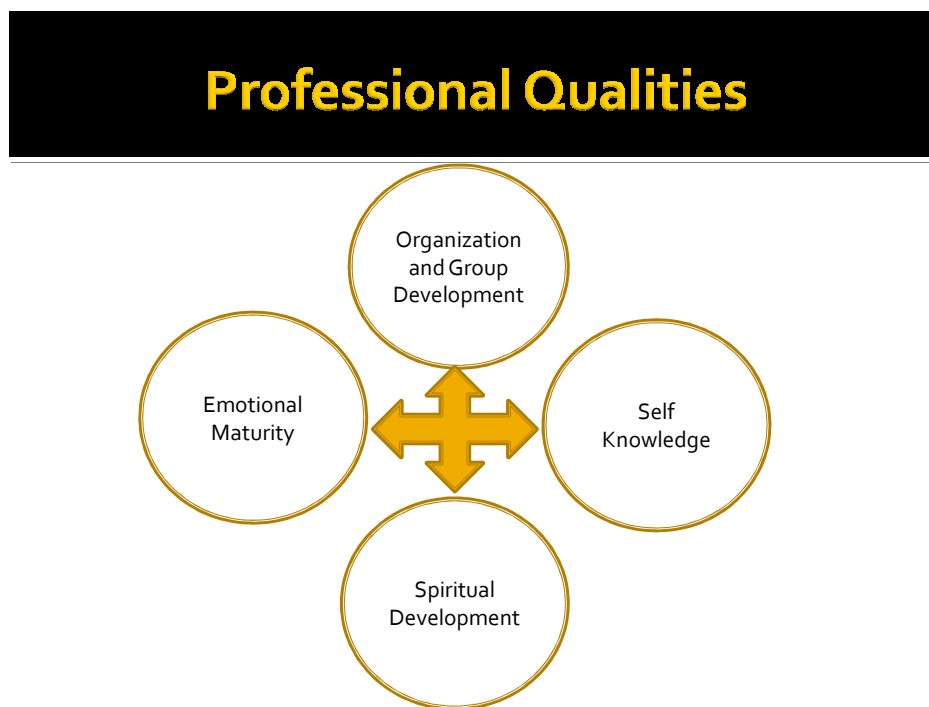 Professional Qualities
Organization
and Group
Development
Emotional
Maturity
Self
Knowledge
Spiritual
Development